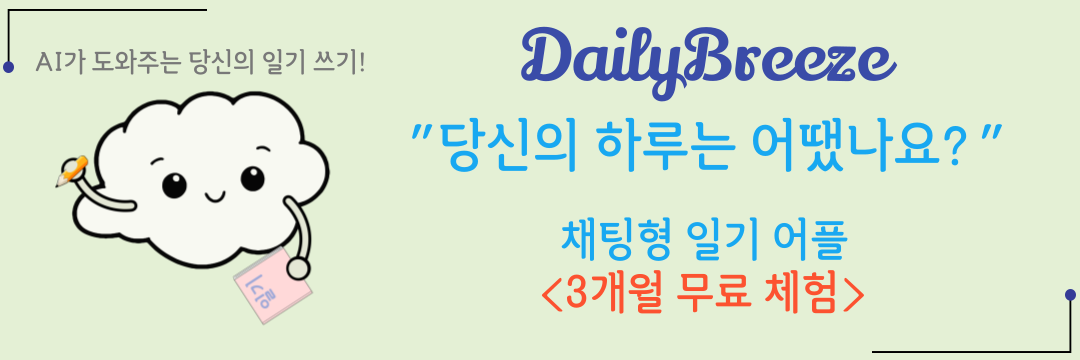 AI가 도와주는 당신의 일기 쓰기!
DailyBreeze
"당신의 하루는 어땠나요?"
채팅형 일기 어플
<3개월 무료 체험>
일기